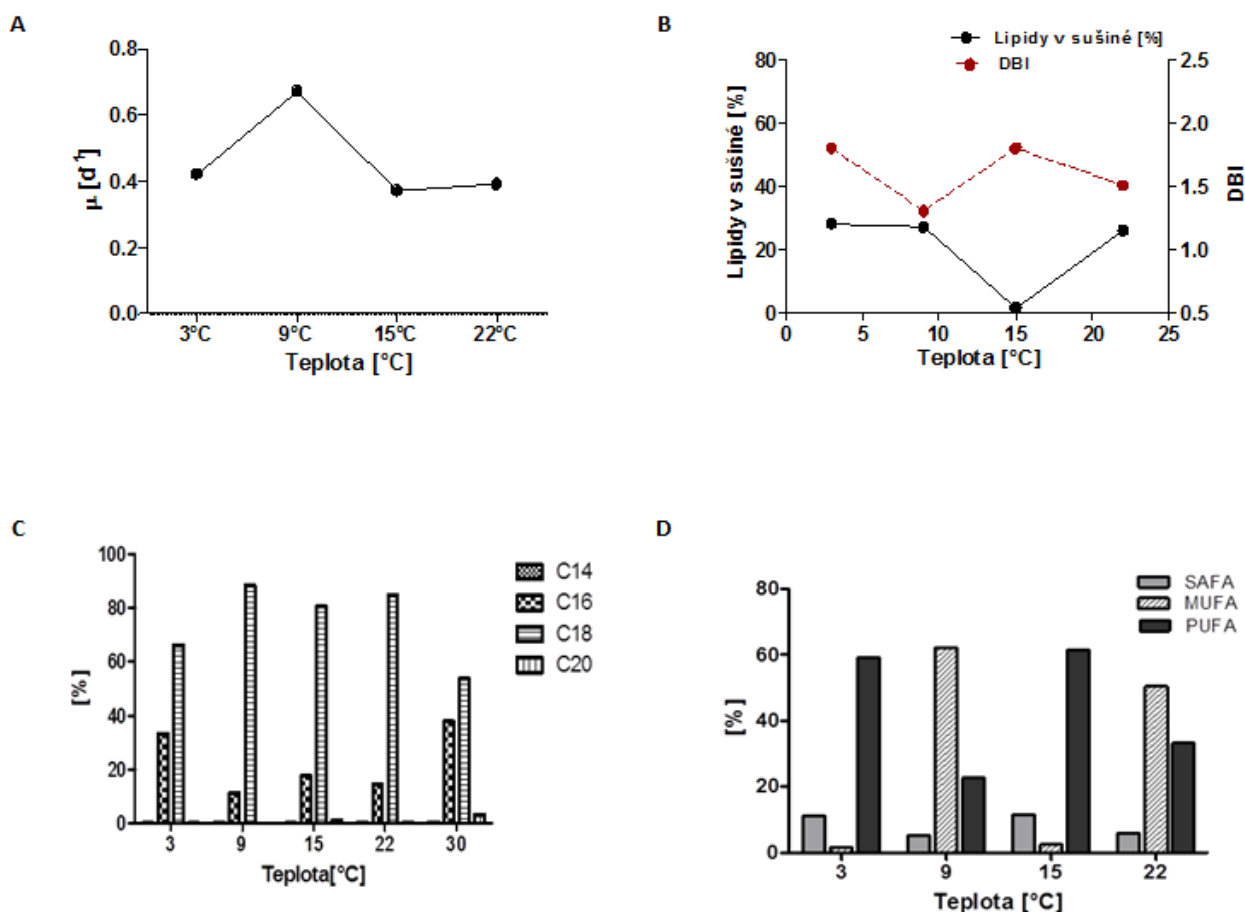 A
0.8
0.6
0.4
0.2
0.0
µ [d⁻¹]
3°C 9°C 15°C 22°C
Teplota [°C]
B
Lipidy v sušiné [%]
DBI
80
60
40
20
0
Lipidy v sušiné [%]
2.5
2.0
1.5
1.0
0.5
DBI
0 5 10 15 20 25
Teplota [°C]
C
100
80
60
40
20
0
[%]
C14
C16
C18
C20
3 9 15 22 30
Teplota[°C]
D
80
60
40
20
0
[%]
SAFA
MUFA
PUFA
3 9 15 22
Teplota [°C]